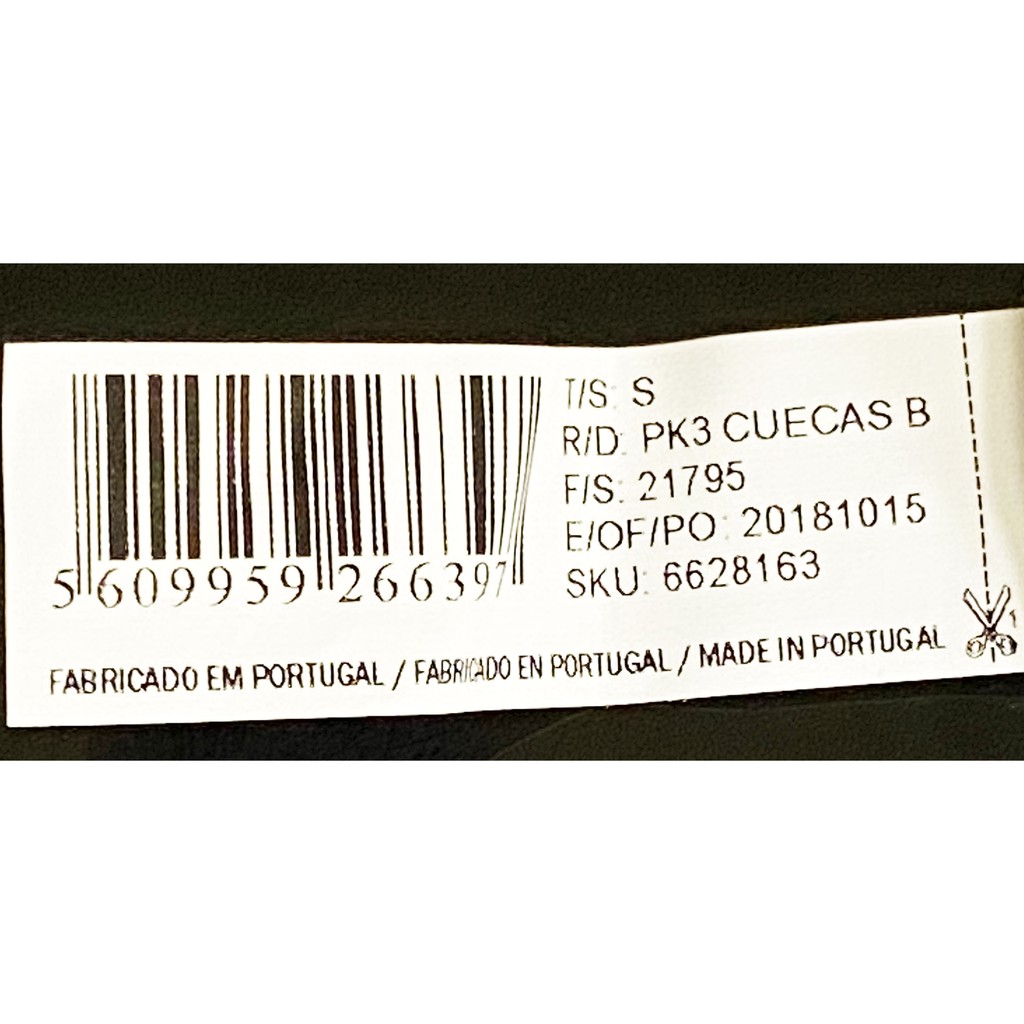 T/S: S
R/D: PK3 CUECAS B
F/S: 21795
E/OF/PO: 20181015
SKU: 6628163
5 609959 266397
FABRICADO EM PORTUGAL / FABRICADO EN PORTUGAL / MADE IN PORTUGAL